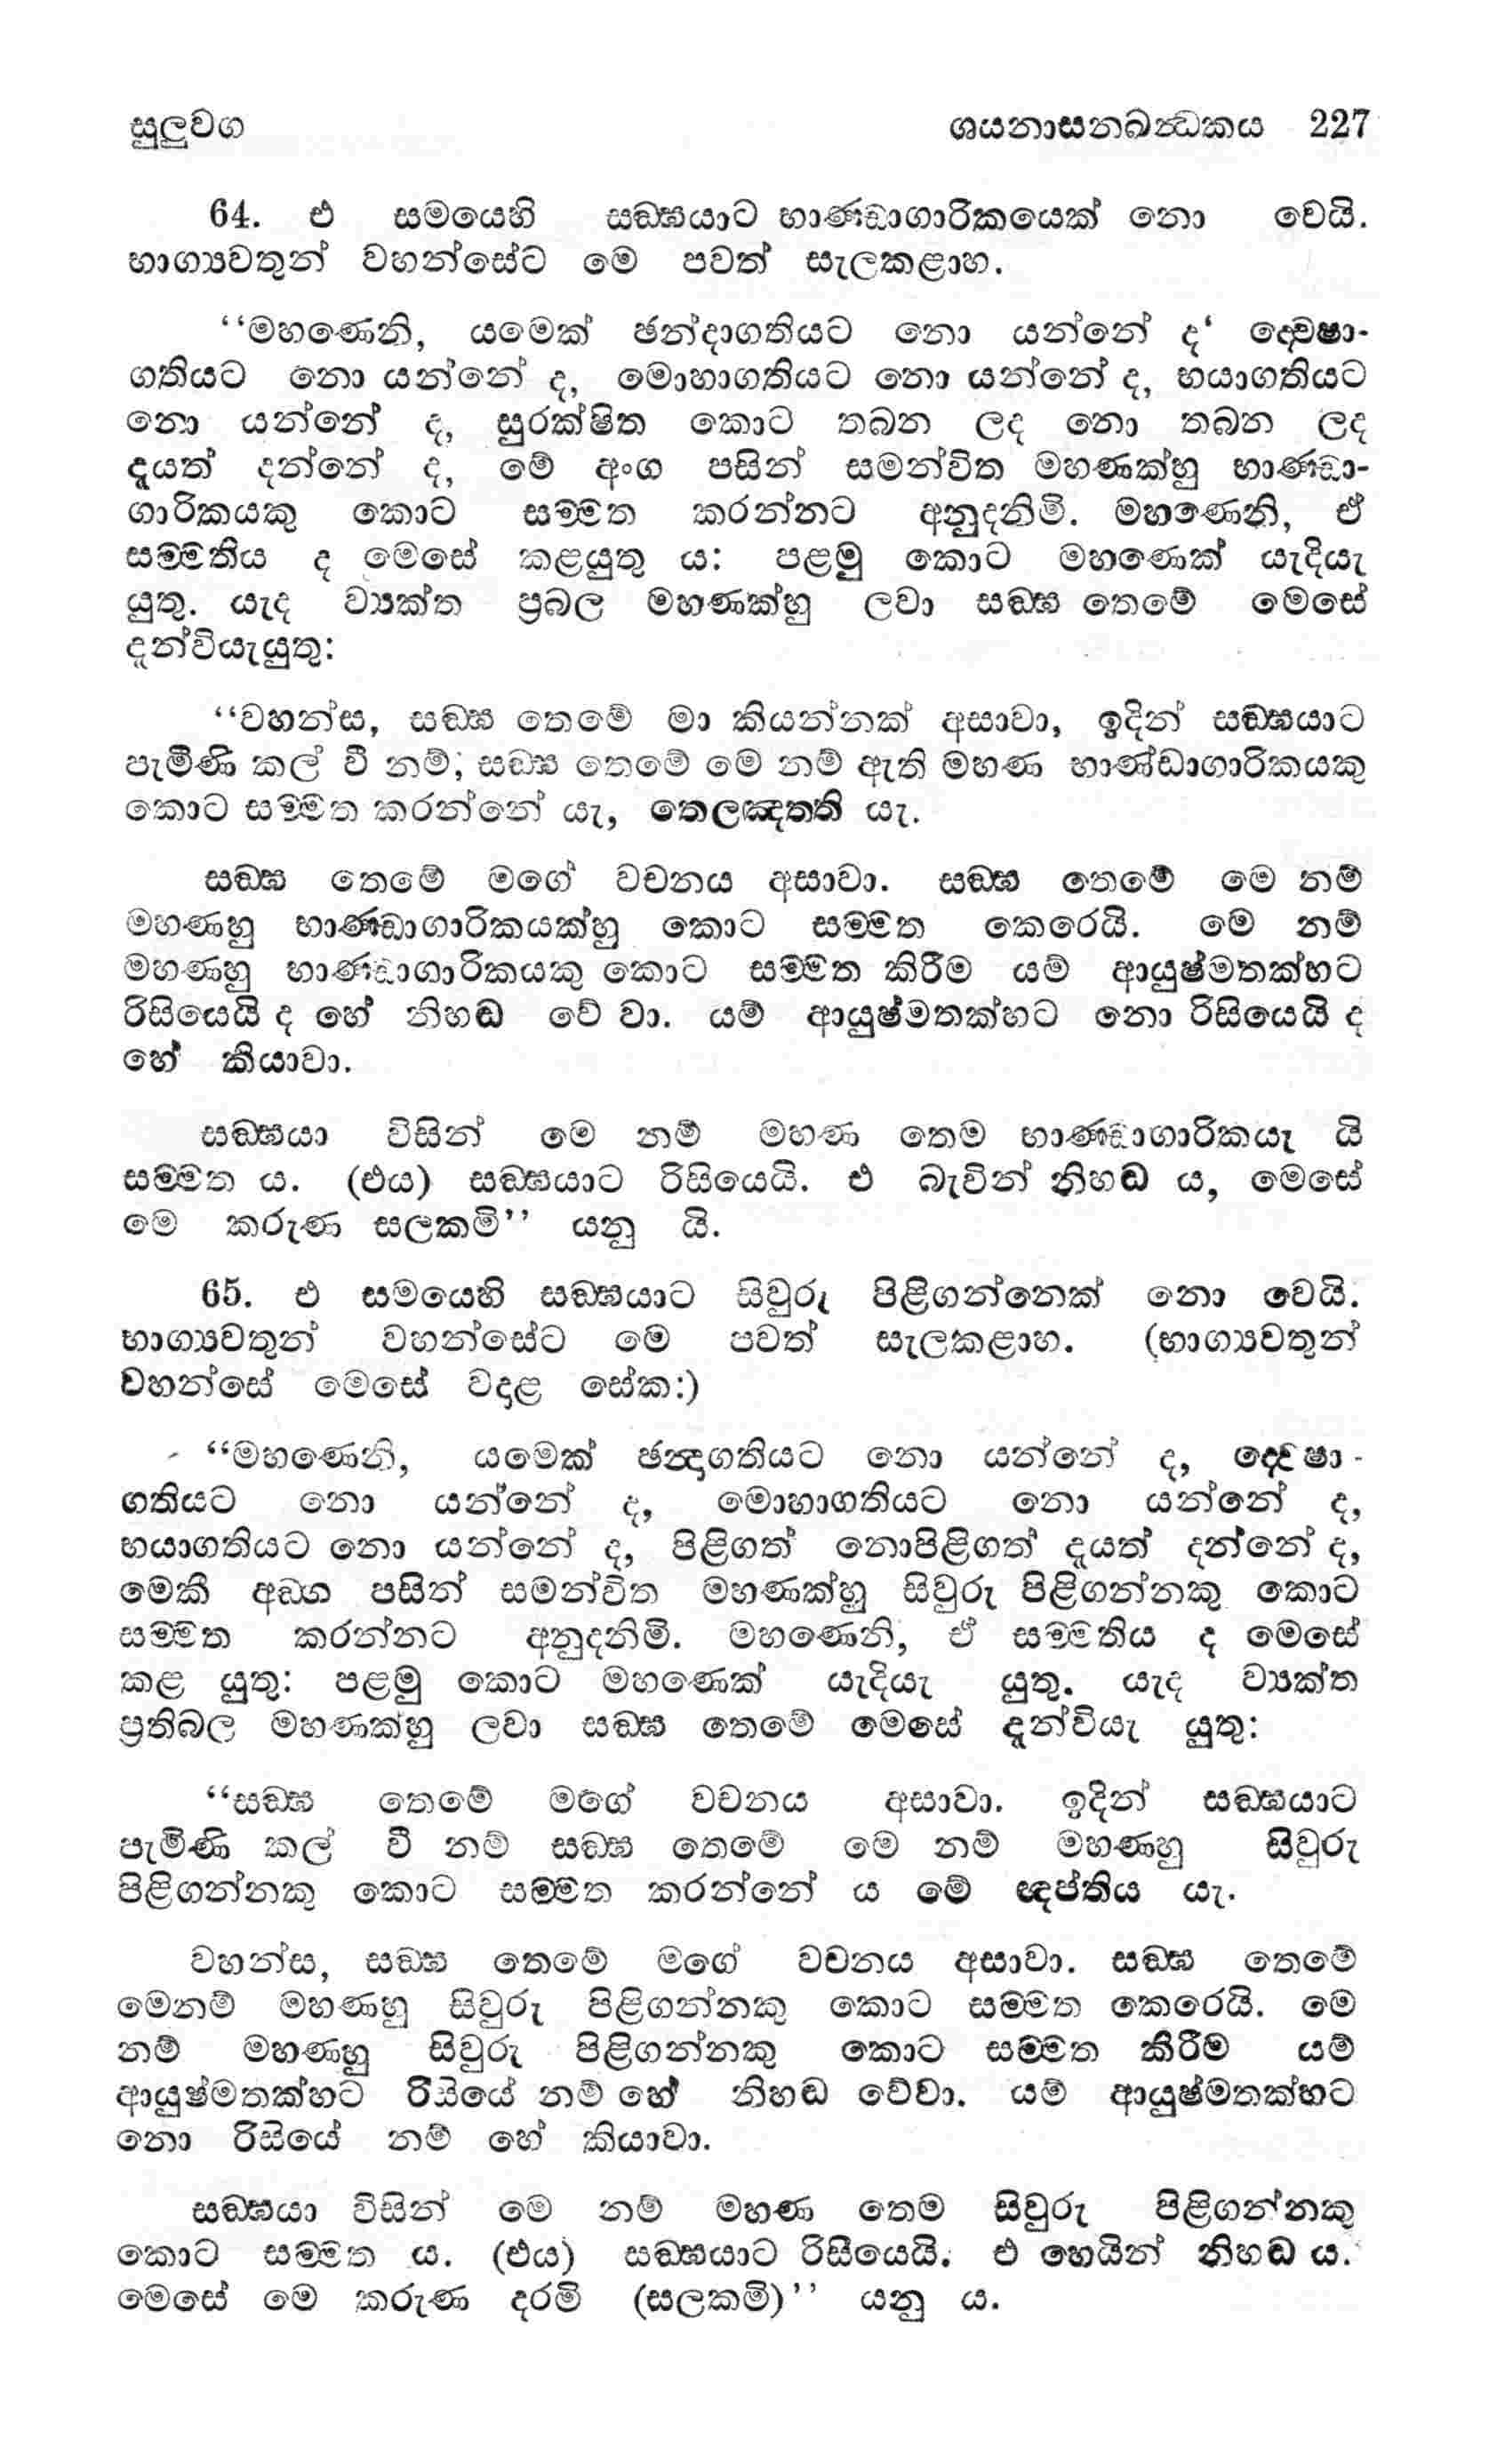 සුලුවග ශයනාසනඛන්‍ධකය 227
64. එ සමයෙහි සඞ්ඝයාට භාණ්‍ඩාගාරිකයෙක් නො වෙයි.
භාග්‍යවතුන් වහන්සේට මෙ පවත් සැලකළාහ.
‘‘මහණෙනි, යමෙක් ඡන්දාගතියට නො යන්නේ ද‘ ද්‍වෙෂා-
ගතියට නො යන්නේ ද, මොහාගතියට නො යන්නේ ද, භයාගතියට
නො යන්නේ ද, සුරක්ෂිත කොට තබන ලද නො තබන ලද
දෑයත් දන්නේ ද, මේ අංග පසින් සමන්විත මහණක්හු භාණ්‍ඩා-
ගාරිකයකු කොට සම්මත කරන්නට අනුදනිමි. මහණෙනි, ඒ
සම්මතිය ද මෙසේ කළයුතු ය: පළමු කොට මහණෙක් යැදියැ
යුතු. යැද ව්‍යක්ත ප්‍රබල මහණක්හු ලවා සඞ්ඝ තෙමේ මෙසේ
දැන්වියැයුතු:
‘‘වහන්ස, සඞ්ඝ තෙමේ මා කියන්නක් අසාවා, ඉදින් සඞ්ඝයාට
පැමිණි කල් වී නම්; සඞ්ඝ තෙමේ මෙ නම් ඇති මහණ භාණ්ඩාගාරිකයකු
කොට සම්මත කරන්නේ යැ, තෙලඤත්ති යැ.
සඞ්ඝ තෙමේ මගේ වචනය අසාවා. සඞ්ඝ තෙමේ මෙ නම්
මහණහු භාණ්‍ඩාගාරිකයක්හු කොට සම්මත කෙරෙයි. මෙ නම්
මහණහු භාණ්‍ඩාගාරිකයකු කොට සම්මත කිරීම යම් ආයුෂ්මතක්හට
රිසියෙයි ද හේ නිහඬ වේ වා. යම් ආයුෂ්මතක්හට නො රිසියෙයි ද
හේ කියාවා.
සඞ්ඝයා විසින් මෙ නම් මහණ තෙම භාණ්‍ඩාගාරිකයැ යි
සම්මත ය. (එය) සඞ්ඝයාට රිසියෙයි. එ බැවින් නිහඬ ය, මෙසේ
මෙ කරුණ සලකමි’’ යනු යි.
65. එ සමයෙහි සඞ්ඝයාට සිවුරු පිළිගන්නෙක් නො වෙයි.
භාග්‍යවතුන් වහන්සේට මෙ පවත් සැලකළාහ. (භාග්‍යවතුන්
වහන්සේ මෙසේ වදාළ සේක:)
‘‘මහණෙනි, යමෙක් ඡන්‍දාගතියට නො යන්නේ ද, ද්‍වෙෂා-
ගතියට නො යන්නේ ද, මොහාගතියට නො යන්නේ ද,
භයාගතියට නො යන්නේ ද, පිළිගත් නොපිළිගත් දෑයත් දන්නේ ද,
මෙකී අඞ්ග පසින් සමන්විත මහණක්හු සිවුරු පිළිගන්නකු කොට
සම්මත කරන්නට අනුදනිමි. මහණෙනි, ඒ සම්මතිය ද මෙසේ
කළ යුතු: පළමු කොට මහණෙක් යැදියැ යුතු. යැද ව්‍යක්ත
ප්‍රතිබල මහණක්හු ලවා සඞ්ඝ තෙමේ මෙසේ දැන්වියැ යුතු:
‘‘සඞ්ඝ තෙමේ මගේ වචනය අසාවා. ඉදින් සඞ්ඝයාට
පැමිණි කල් වී නම් සඞ්ඝ තෙමේ මෙ නම් මහණහු සිවුරු
පිළිගන්නකු කොට සම්මත කරන්නේ ය මේ ඥප්තිය යැ.
වහන්ස, සඞ්ඝ තෙමේ මගේ වචනය අසාවා. සඞ්ඝ තෙමේ
මෙනම් මහණහු සිවුරු පිළිගන්නකු කොට සම්මත කෙරෙයි. මෙ
නම් මහණහු සිවුරු පිළිගන්නකු කොට සම්මත කිරීම යම්
ආයුෂ්මතක්හට රිසියේ නම් හේ නිහඬ වේවා. යම් ආයුෂ්මතක්හට
නො රිසියේ නම් හේ කියාවා.
සඞ්ඝයා විසින් මෙ නම් මහණ තෙම සිවුරු පිළිගන්නකු
කොට සම්මත ය. (එය) සඞ්ඝයාට රිසියෙයි. එ හෙයින් නිහඬ ය.
මෙසේ මෙ කරුණ දරමි (සලකමි)’’ යනු ය.